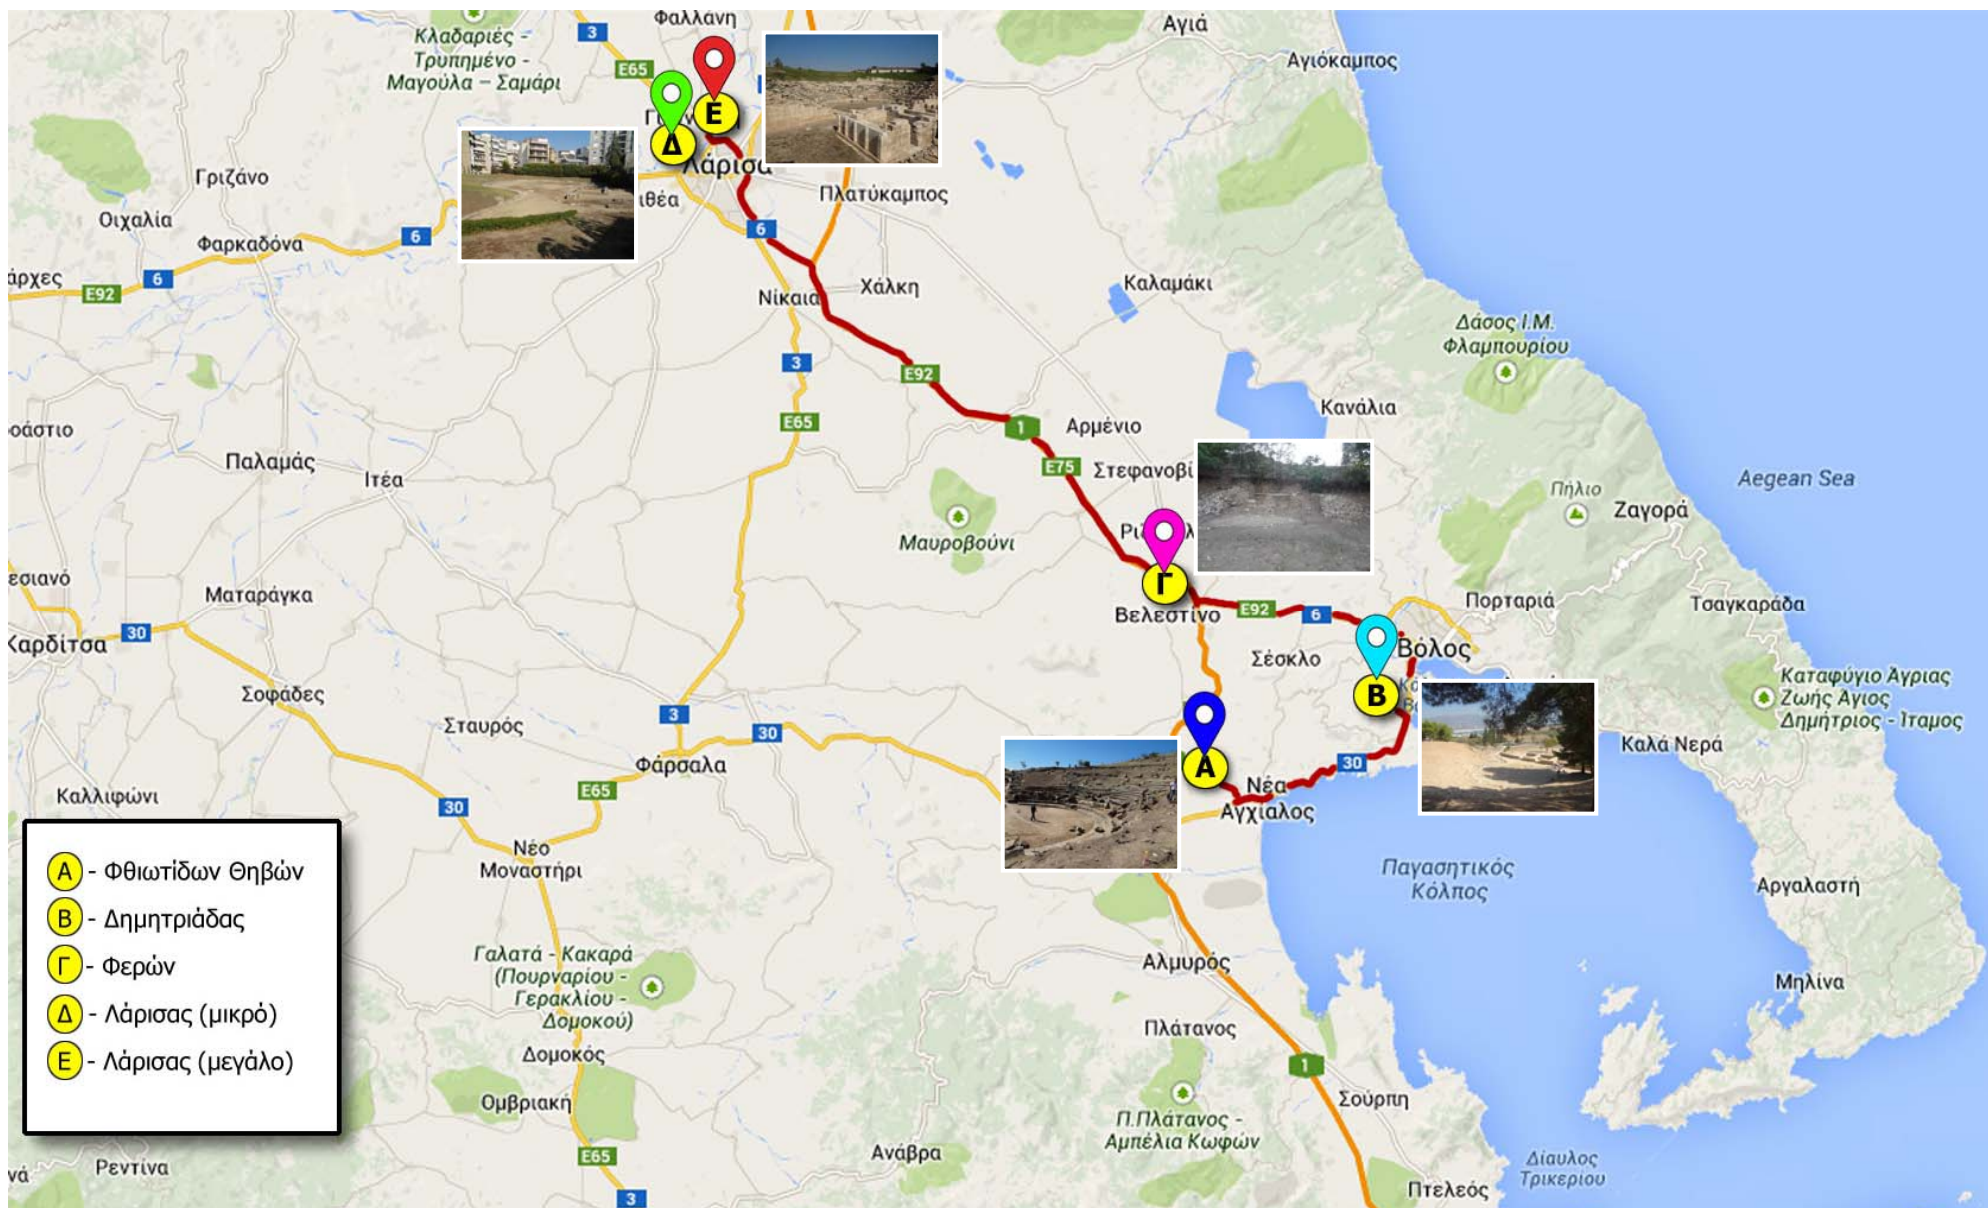 Φαλλάνη
Αγιά
Κλαδαριές -
Τρυπημένο -
Μαγούλα – Σαμάρι
3
E65
Αγιόκαμπος
E
Δ
Λάρισα
Γριζάνο
Πλατύκαμπος
Οιχαλία
6
6
Φαρκαδόνα
6
E92
Νίκαια
Χάλκη
Καλαμάκι
Δάσος Ι.Μ.
Φλαμπουρίου
3
E92
Κανάλια
E65
1
Αρμένιο
E75
Στεφανοβί
Παλαμάς
Ιτέα
Aegean Sea
Πήλιο
Ζαγορά
Μαυροβούνι
Γ
Βελεστίνο
E92
6
Ματαράγκα
Πορταριά
Τσαγκαράδα
30
Καρδίτσα
Βόλος
Σέσκλο
B
Σοφάδες
Σταυρός
3
30
Φάρσαλα
Καταφύγιο Άγριας
Ζωής Άγιος
Δημήτριος - Ίταμος
Καλά Νερά
A
30
Νέα
Αγχίαλος
E65
30
Καλλιφώνι
Νέο
Μοναστήρι
Παγασητικός
Κόλπος
Αργαλαστή
A - Φθιωτίδων Θηβών
B - Δημητριάδας
Γ - Φερών
Δ - Λάρισας (μικρό)
E - Λάρισας (μεγάλο)
Γαλατά - Κακαρά
(Πουρναρίου -
Γερακλίου -
Δομοκού)
Αλμυρός
Μηλίνα
Πλάτανος
Δομοκός
1
Ομβριακή
Σούρπη
Π.Πλάτανος -
Αμπέλια Κωφών
E65
Ανάβρα
Ρεντίνα
Δίαυλος
Τρικερίου
3
Πτελεός